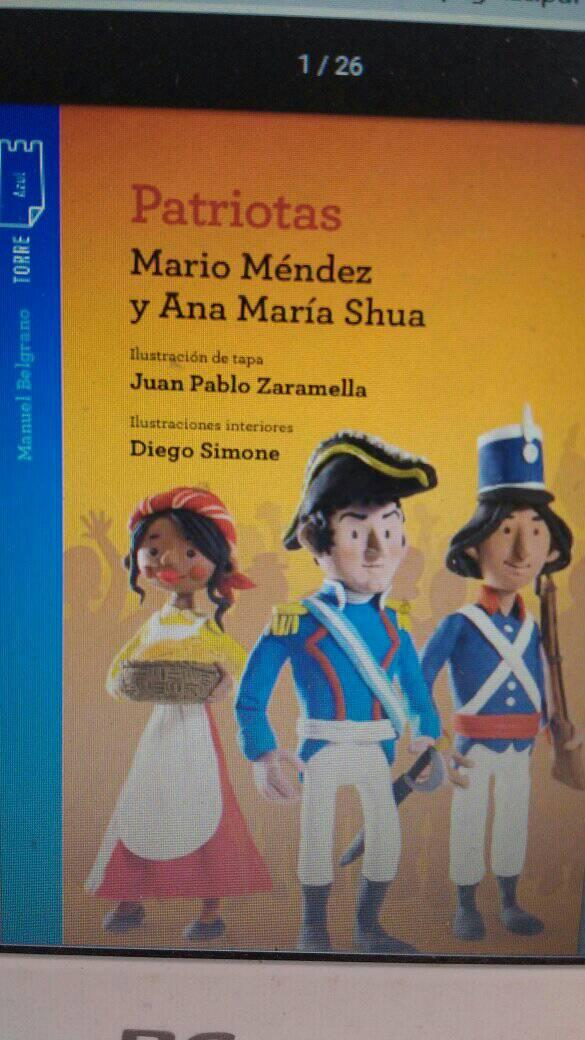 1 / 26
Azul
TORRE
Manuel Belgrano
Patriotas
Mario Méndez
y Ana María Shua
Ilustración de tapa
Juan Pablo Zaramella
Ilustraciones interiores
Diego Simone